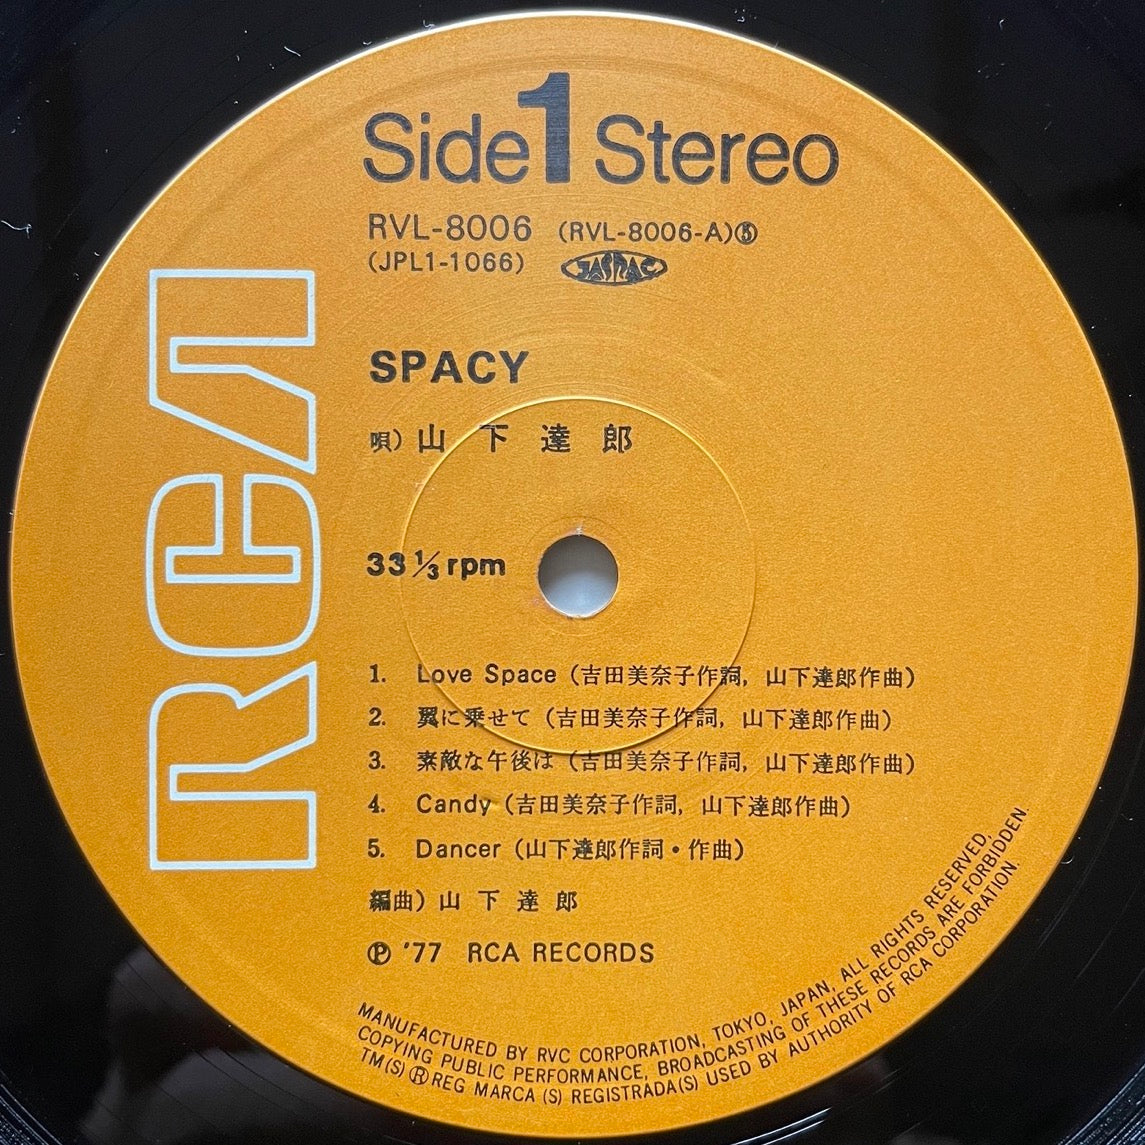 Side 1 Stereo
RVL-8006 (RVL-8006-A)
(JPL1-1066) JASRAC
RCA
SPACY
唄) 山下達郎
33 1/3 rpm
1. Love Space (吉田美奈子作詞, 山下達郎作曲)
2. 翼に乗せて (吉田美奈子作詞, 山下達郎作曲)
3. 素敵な午後は (吉田美奈子作詞, 山下達郎作曲)
4. Candy (吉田美奈子作詞, 山下達郎作曲)
5. Dancer (山下達郎作詞・作曲)
編曲) 山下達郎
Ⓟ '77 RCA RECORDS
MANUFACTURED BY RVC CORPORATION, TOKYO, JAPAN, ALL RIGHTS RESERVED,
COPYING PUBLIC PERFORMANCE, BROADCASTING OF THESE RECORDS ARE FORBIDDEN.
TM(S) ® REG MARCA (S) REGISTRADA(S) USED BY AUTHORITY OF RCA CORPORATION.